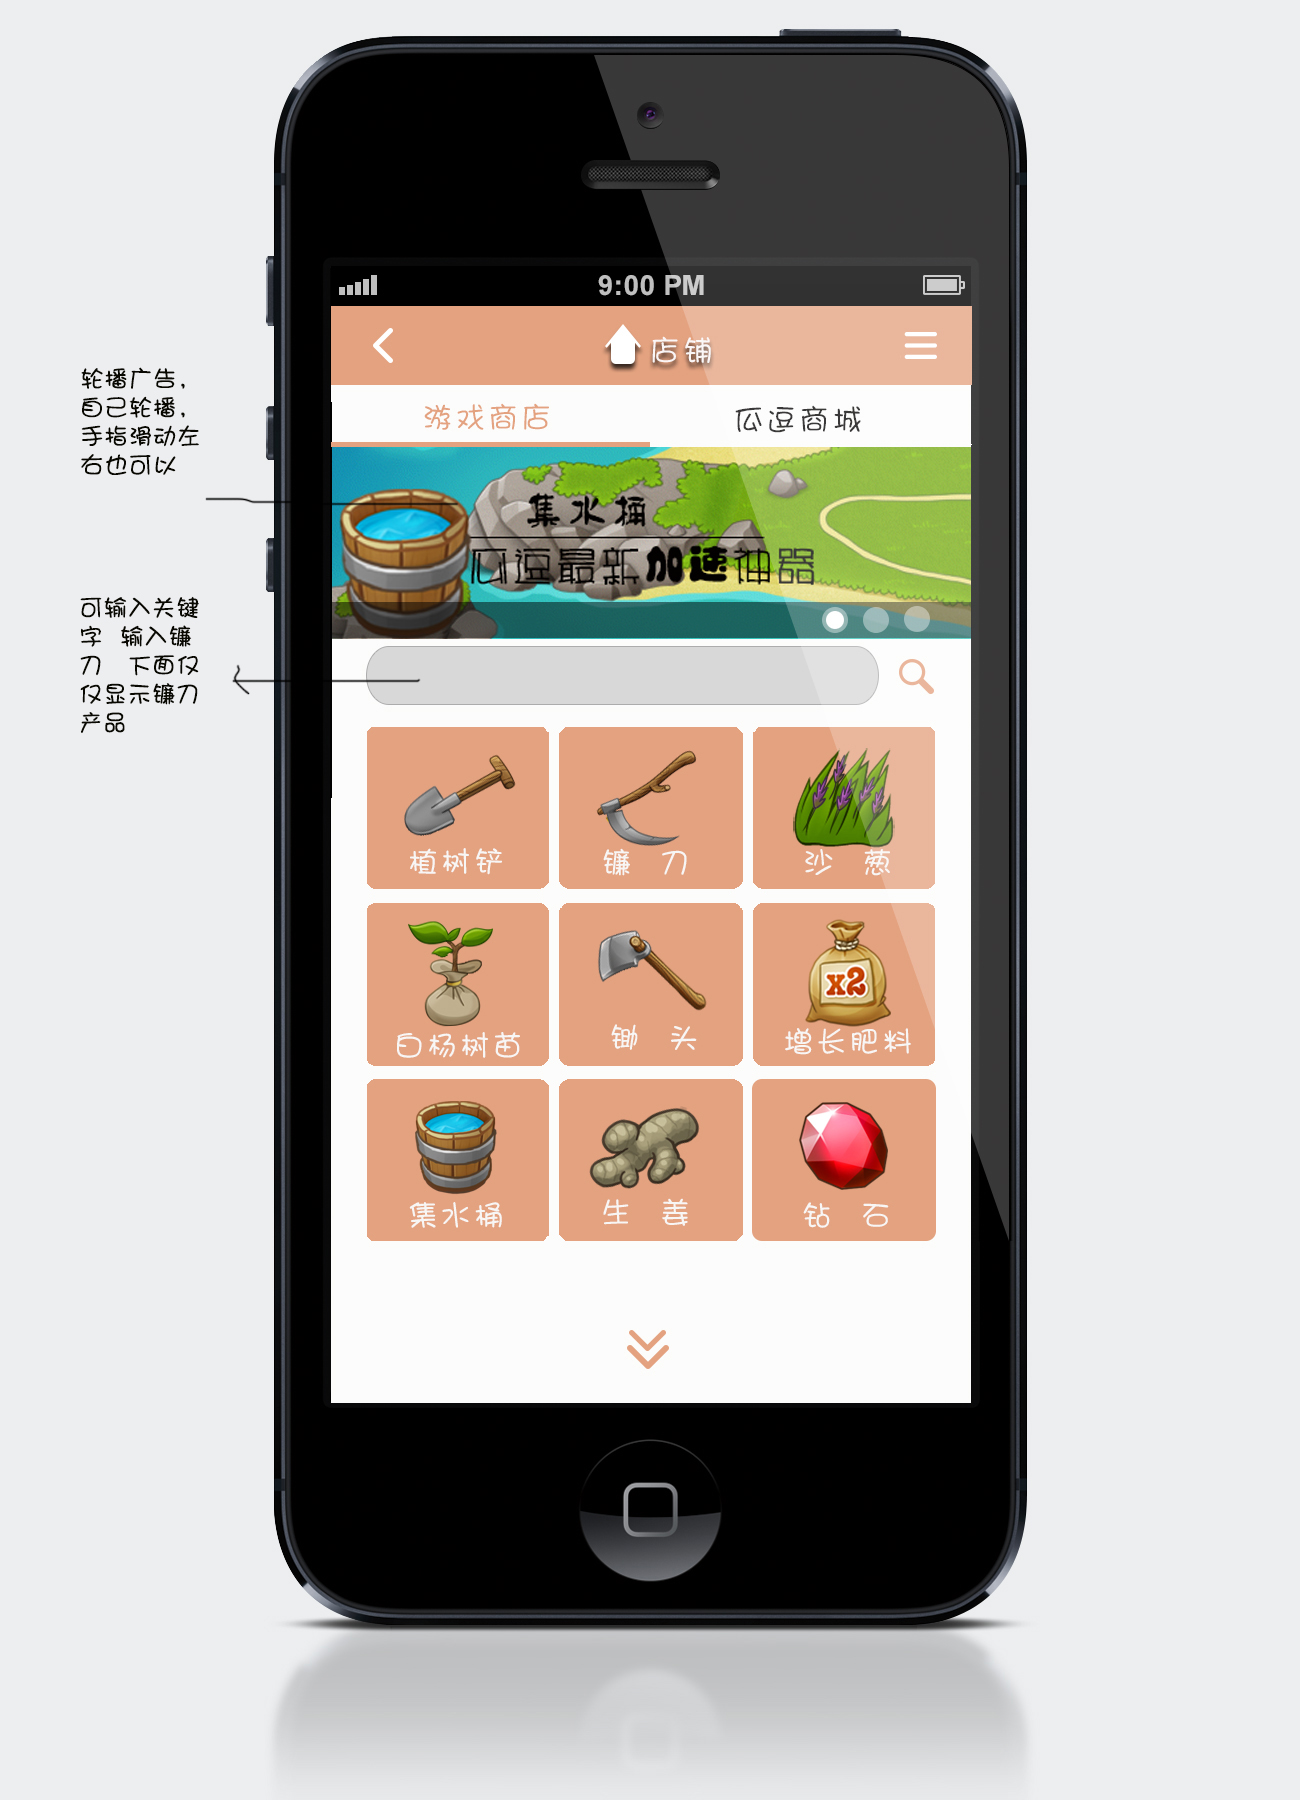 9:00 PM
店铺
游戏商店
瓜逗商城
轮播广告，
自己轮播，
手指滑动左
右也可以
集水桶
瓜逗最新加速神器
可输入关键
字 输入镰
刀 下面仅
仅显示镰刀
产品
植树铲
镰 刀
沙 葱
白杨树苗
锄 头
x2
增长肥料
集水桶
生 姜
钻 石